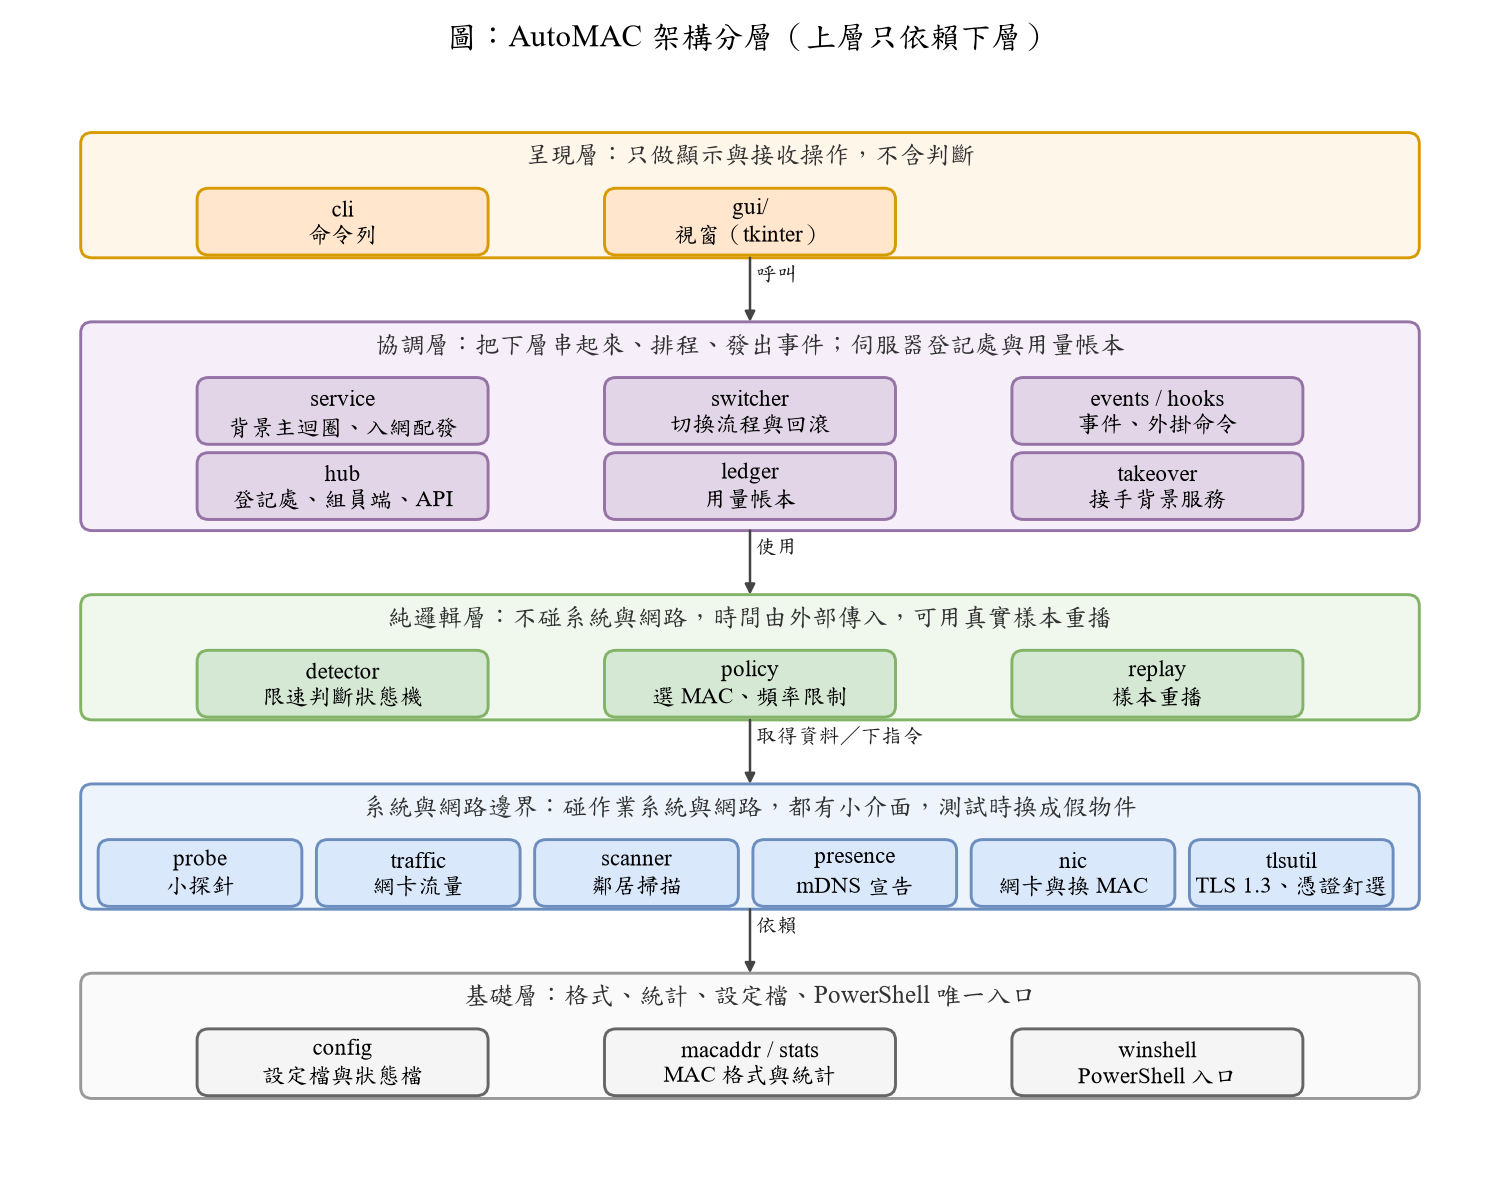 圖：AutoMAC 架構分層（上層只依賴下層）
呈現層：只做顯示與接收操作，不含判斷
cli
命令列
gui/
視窗（tkinter）
呼叫
協調層：把下層串起來、排程、發出事件；伺服器登記處與用量帳本
service
背景主迴圈、入網配發
switcher
切換流程與回滾
events / hooks
事件、外掛命令
hub
登記處、組員端、API
ledger
用量帳本
takeover
接手背景服務
使用
純邏輯層：不碰系統與網路，時間由外部傳入，可用真實樣本重播
detector
限速判斷狀態機
policy
選 MAC、頻率限制
replay
樣本重播
取得資料／下指令
系統與網路邊界：碰作業系統與網路，都有小介面，測試時換成假物件
probe
小探針
traffic
網卡流量
scanner
鄰居掃描
presence
mDNS 宣告
nic
網卡與換 MAC
tlsutil
TLS 1.3、憑證釘選
依賴
基礎層：格式、統計、設定檔、PowerShell 唯一入口
config
設定檔與狀態檔
macaddr / stats
MAC 格式與統計
winshell
PowerShell 入口